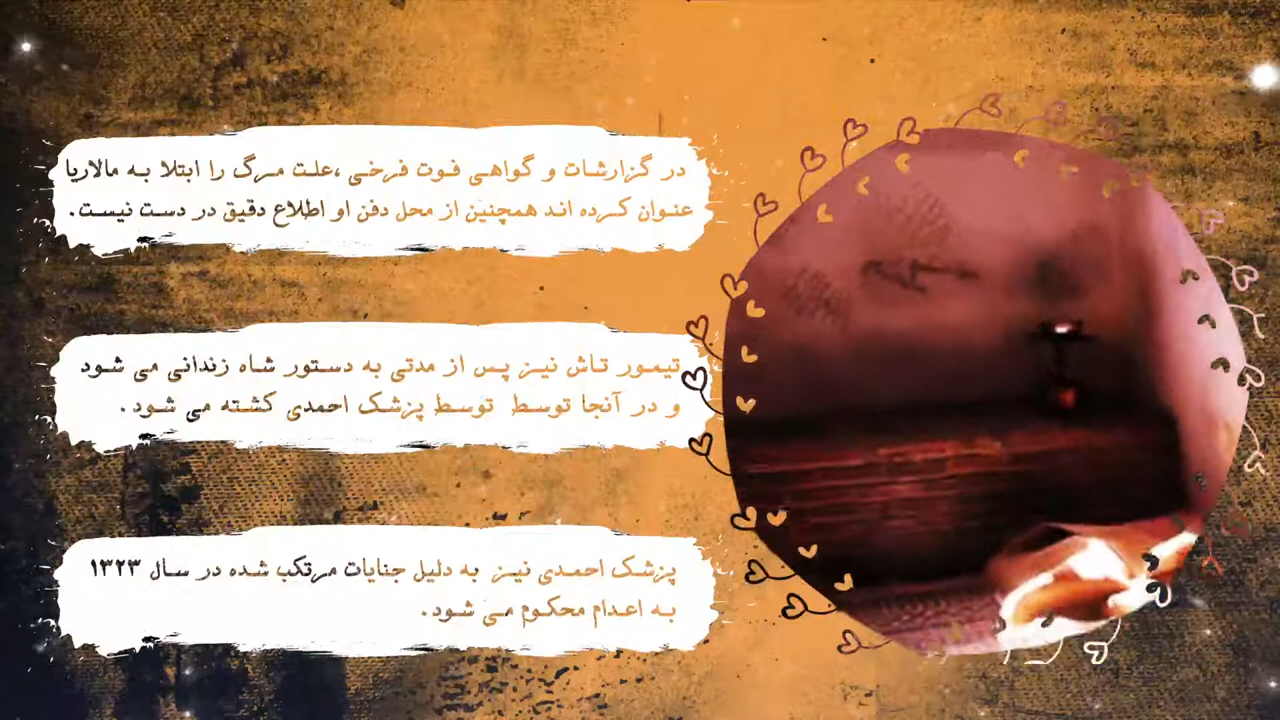 در گزارشات و گواهی فوت فرخی ،علت مرگ را ابتلا به مالاریا
عنوان کرده اند همچنین از محل دفن او اطلاع دقیق در دست نیست.
تیمور تاش نیز پس از مدتی به دستور شاه زندانی می شود
و در آنجا توسط توسط پزشک احمدی کشته می شود.
پزشک احمدی نیز به دلیل جنایات مرتکب شده در سال ۱۳۲۳
به اعدام محکوم می شود.